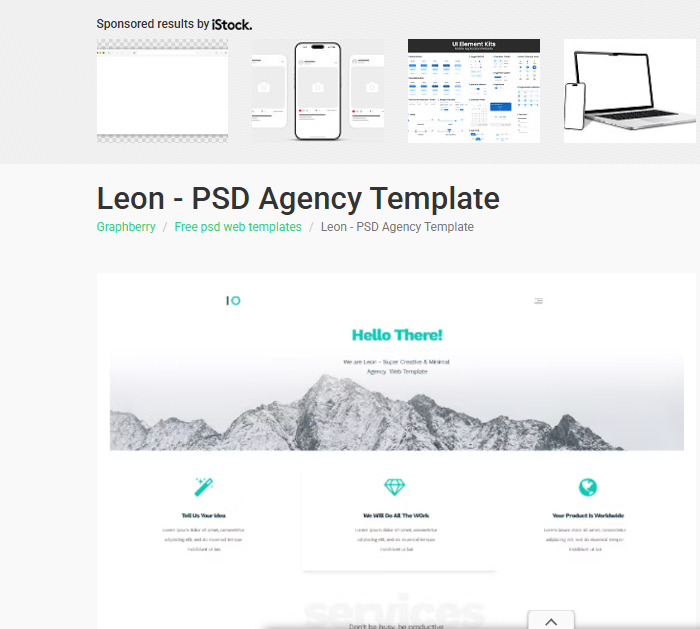 Sponsored results by iStock.
UI Element Kits
Leon - PSD Agency Template
Graphberry / Free psd web templates / Leon - PSD Agency Template
IO
Hello There!
We are Leon - Super Creative & Minimal
Agency Web Template
Tell Us Your Idea
We Will Do All The Work
Your Product Is Worldwide
Lorem ipsum dolor sit amet, consectetur
adipiscing elit, and do eiusmod tempor
incididunt ut lab
Lorem ipsum dolor sit amet, consectetur
adipiscing elit, and do eiusmod tempor
incididunt ut lab
Lorem ipsum dolor sit amet, consectetur
adipiscing elit, and do eiusmod tempor
incididunt ut lab
services
Don't be busy, be productive